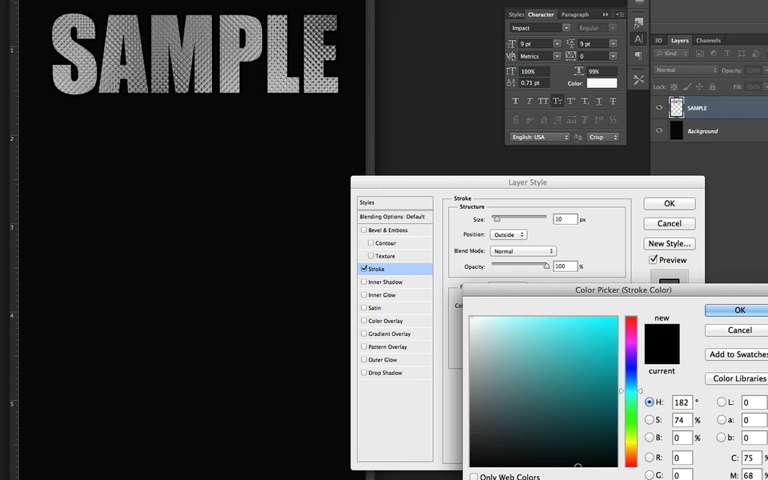 SAMPLE
1
2
3
4
5
Styles Character Paragraph
Impact Regular
9 pt 9 pt
Metrics 0
100% 99%
0.71 pt Color:
English: USA Crisp
3D Layers Channels
Kind
Normal Opacity:
Lock: Fill:
SAMPLE
Background
Layer Style
Styles
Blending Options: Default
Bevel & Emboss
Contour
Texture
Stroke
Inner Shadow
Inner Glow
Satin
Color Overlay
Gradient Overlay
Pattern Overlay
Outer Glow
Drop Shadow
Stroke
Structure
Size: 10 px
Position: Outside
Blend Mode: Normal
Opacity: 100 %
OK
Cancel
New Style...
Preview
Color Picker (Stroke Color)
new
current
OK
Cancel
Add to Swatches
Color Libraries
H: 182 ° L: 0
S: 74 % a: 0
B: 0 % b: 0
R: 0 C: 75 %
G: 0 M: 68 %
Only Web Colors